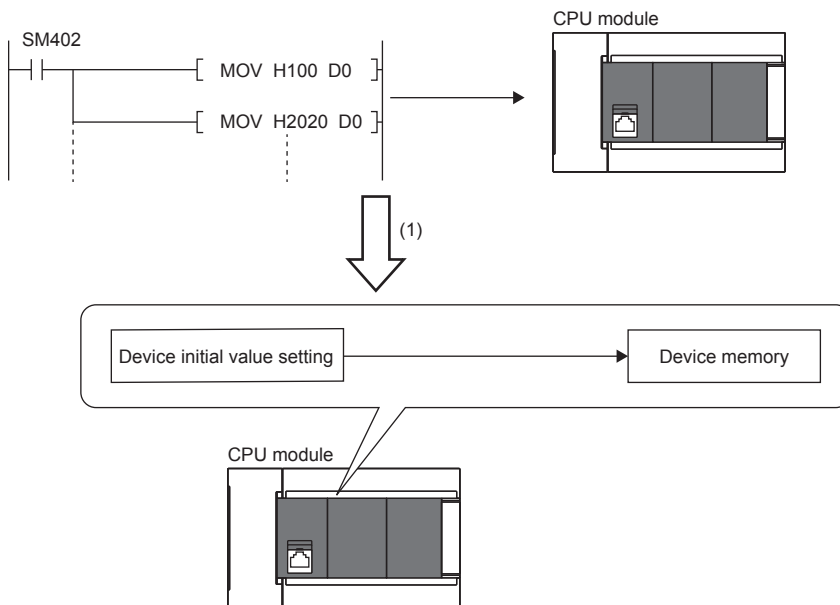 CPU module
SM402
MOV H100 D0
MOV H2020 D0
(1)
Device initial value setting
Device memory
CPU module